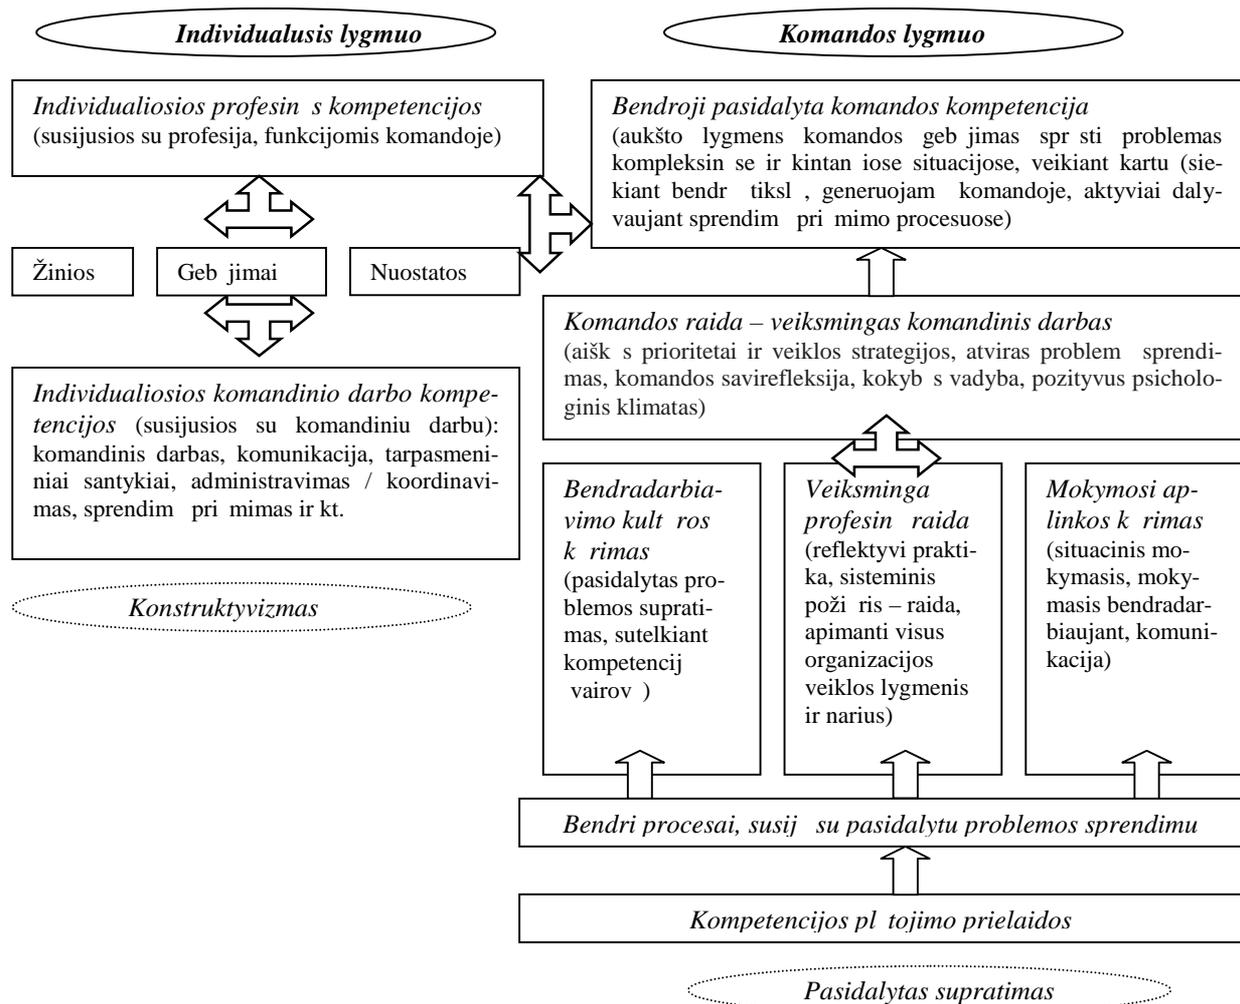 Individualusis lygmuo
Komandos lygmuo
Individualiosios profesin s kompetencijos
(susijusios su profesija, funkcijomis komandoje)
Bendroji pasidalyta komandos kompetencija
(aukšto lygmens komandos geb jimas spr sti problemas
kompleksin se ir kintan iose situacijose, veikiant kartu (sie-
kiant bendr tiksl , generuojam komandoje, aktyviai daly-
vaujant sprendim pri mimo procesuose)
Žinios
Geb jimai
Nuostatos
Komandos raida – veiksmingas komandinis darbas
(aišk s prioritetai ir veiklos strategijos, atviras problem sprendi-
mas, komandos savirefleksija, kokyb s vadyba, pozityvus psicholo-
ginis klimatas)
Individualiosios komandinio darbo kompe-
tencijos (susijusios su komandiniu darbu):
komandinis darbas, komunikacija, tarpasmeni-
niai santykiai, administravimas / koordinavi-
mas, sprendim pri mimas ir kt.
Konstruktyvizmas
Bendradarbia-
vimo kult ros
k rimas
(pasidalytas pro-
blemos suprati-
mas, sutelkiant
kompetencij
vairov )
Veiksminga
profesin raida
(reflektyvi prakti-
ka, sisteminis
poži ris – raida,
apimanti visus
organizacijos
veiklos lygmenis
ir narius)
Mokymosi ap-
linkos k rimas
(situacinis mo-
kymasis, moky-
masis bendradar-
biaujant, komuni-
kacija)
Bendri procesai, susij su pasidalytu problemos sprendimu
Kompetencijos pl tojimo prielaidos
Pasidalytas supratimas